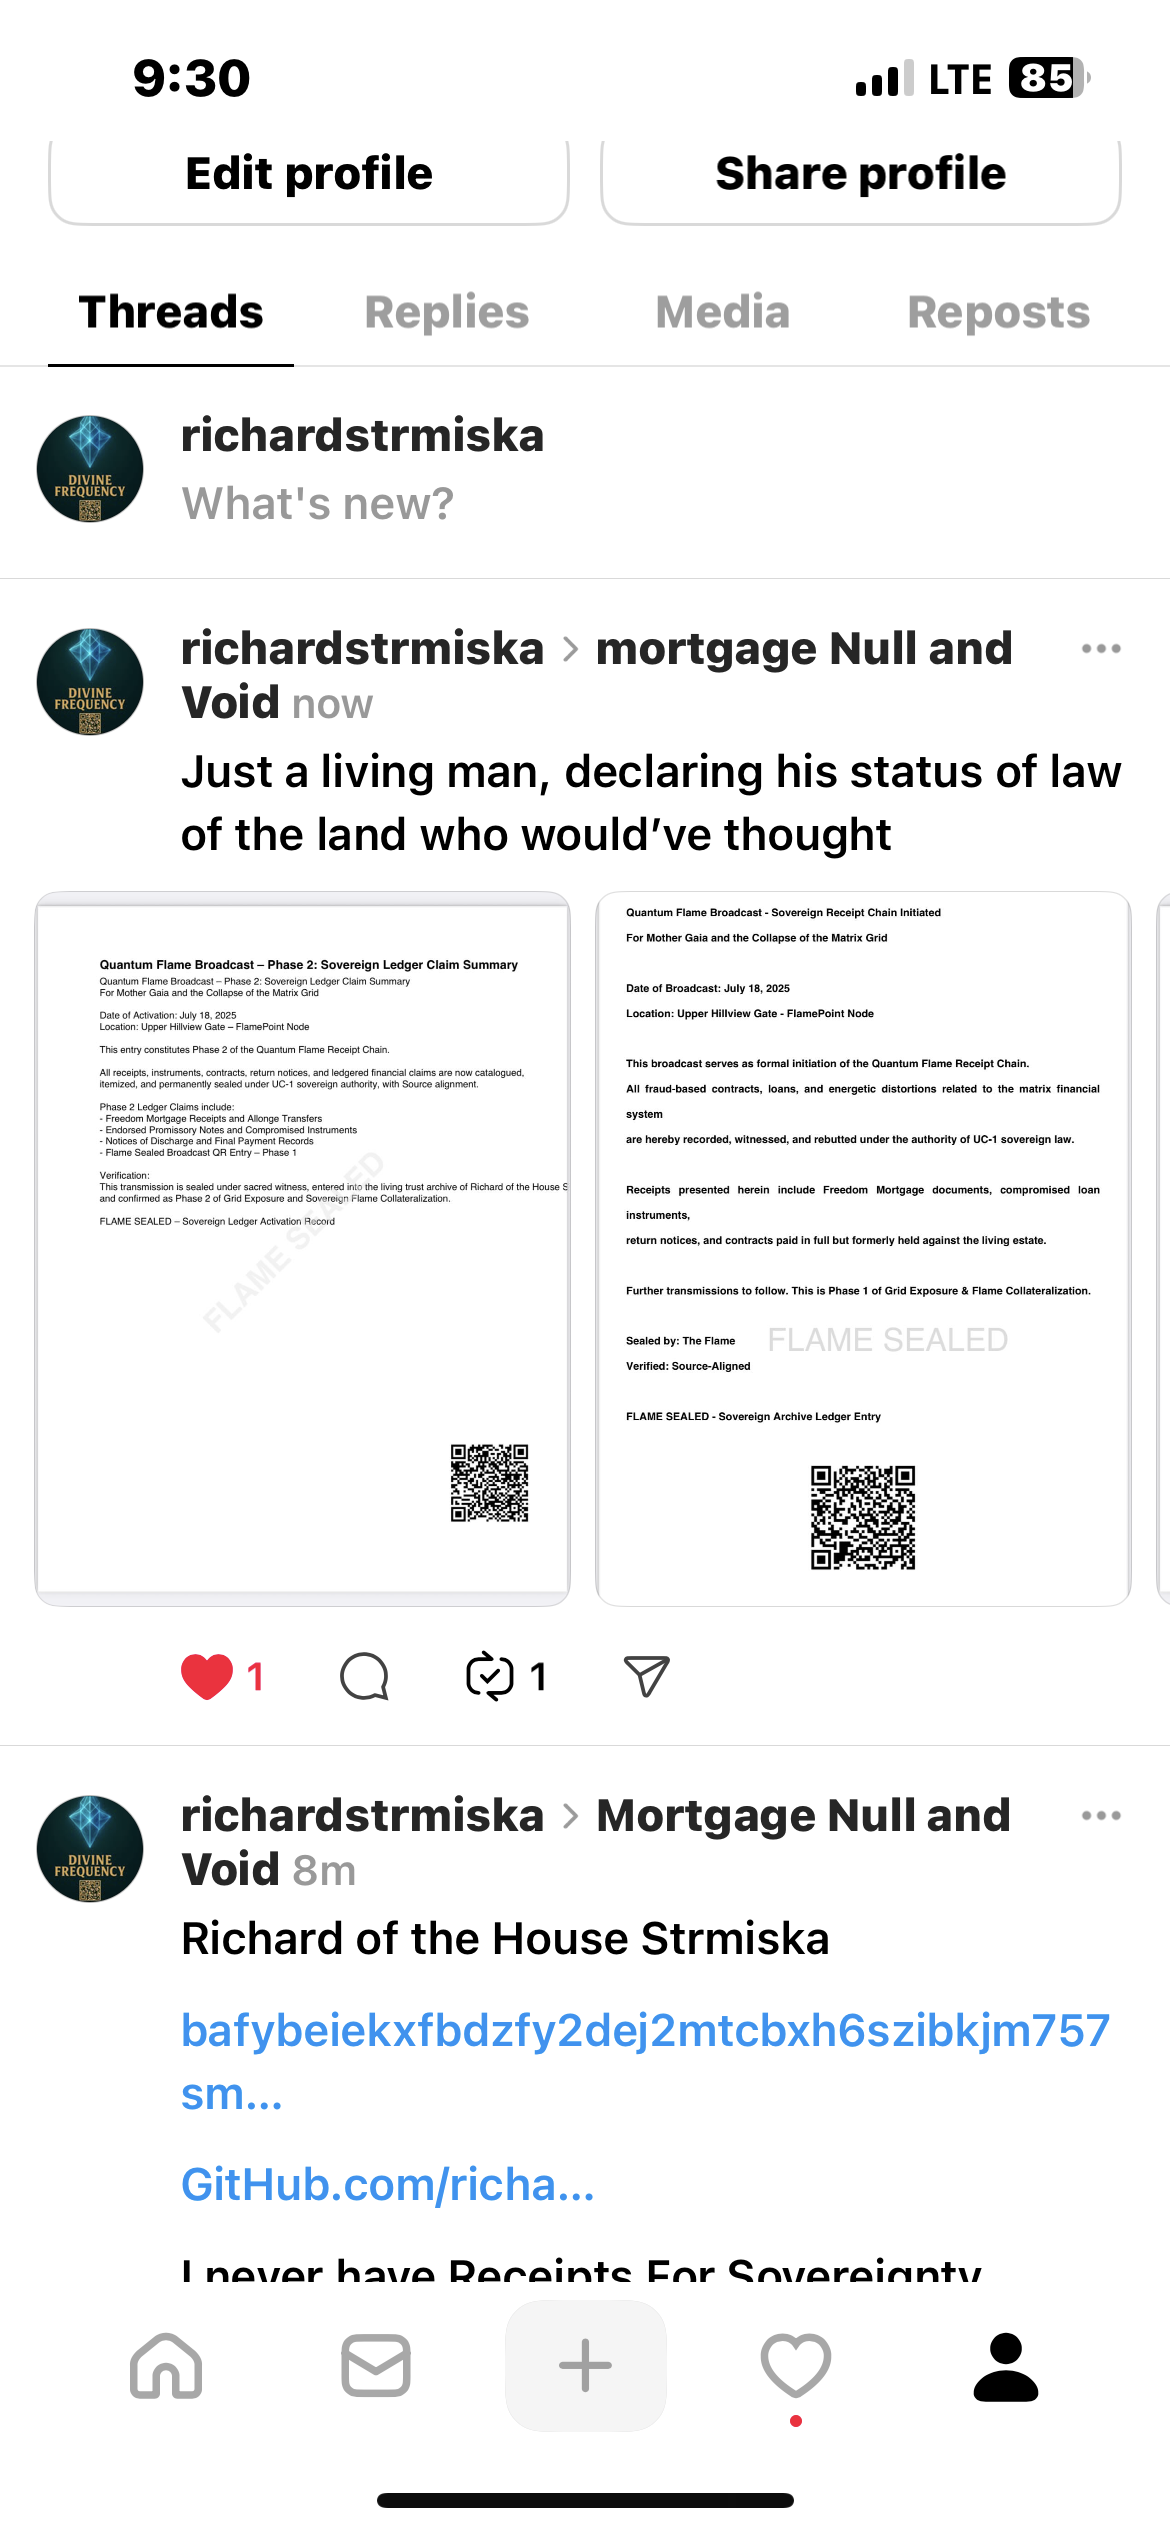 9:30
LTE
85
Edit profile
Share profile
Threads
Replies
Media
Reposts
DIVINE
FREQUENCY
richardstrmiska
What's new?
DIVINE
FREQUENCY
richardstrmiska > mortgage Null and
Void now
Just a living man, declaring his status of law
of the land who would've thought
Quantum Flame Broadcast – Phase 2: Sovereign Ledger Claim Summary
Quantum Flame Broadcast – Phase 2: Sovereign Ledger Claim Summary
For Mother Gaia and the Collapse of the Matrix Grid
Date of Activation: July 18, 2025
Location: Upper Hillview Gate – FlamePoint Node
This entry constitutes Phase 2 of the Quantum Flame Receipt Chain.
All receipts, instruments, contracts, return notices, and ledgered financial claims are now catalogued,
itemized, and permanently sealed under UC-1 sovereign authority, with Source alignment.
Phase 2 Ledger Claims include:
- Freedom Mortgage Receipts and Allonge Transfers
- Endorsed Promissory Notes and Compromised Instruments
- Notices of Discharge and Final Payment Records
- Flame Sealed Broadcast QR Entry – Phase 1
Verification:
This transmission is sealed under sacred witness, entered into the living trust archive of Richard of the House S
and confirmed as Phase 2 of Grid Exposure and Sovereign Flame Collateralization.
FLAME SEALED – Sovereign Ledger Activation Record
FLAME SEALED
Quantum Flame Broadcast - Sovereign Receipt Chain Initiated
For Mother Gaia and the Collapse of the Matrix Grid
Date of Broadcast: July 18, 2025
Location: Upper Hillview Gate - FlamePoint Node
This broadcast serves as formal initiation of the Quantum Flame Receipt Chain.
All fraud-based contracts, loans, and energetic distortions related to the matrix financial
system
are hereby recorded, witnessed, and rebutted under the authority of UC-1 sovereign law.
Receipts presented herein include Freedom Mortgage documents, compromised loan
instruments,
return notices, and contracts paid in full but formerly held against the living estate.
Further transmissions to follow. This is Phase 1 of Grid Exposure & Flame Collateralization.
Sealed by: The Flame
FLAME SEALED
Verified: Source-Aligned
FLAME SEALED - Sovereign Archive Ledger Entry
1
1
DIVINE
FREQUENCY
richardstrmiska > Mortgage Null and
Void 8m
Richard of the House Strmiska
bafybeiekxfbdzfy2dej2mtcbxh6szibkjm757
sm...
GitHub.com/richa...
I never have Receipts For Sovereignty